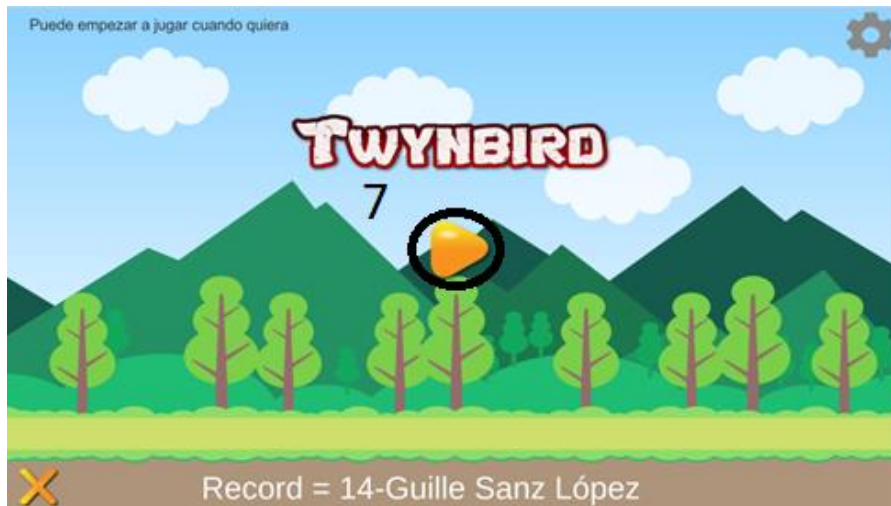 Puede empezar a jugar cuando quiera
TWYNBIRD
7
Record = 14-Guille Sanz López